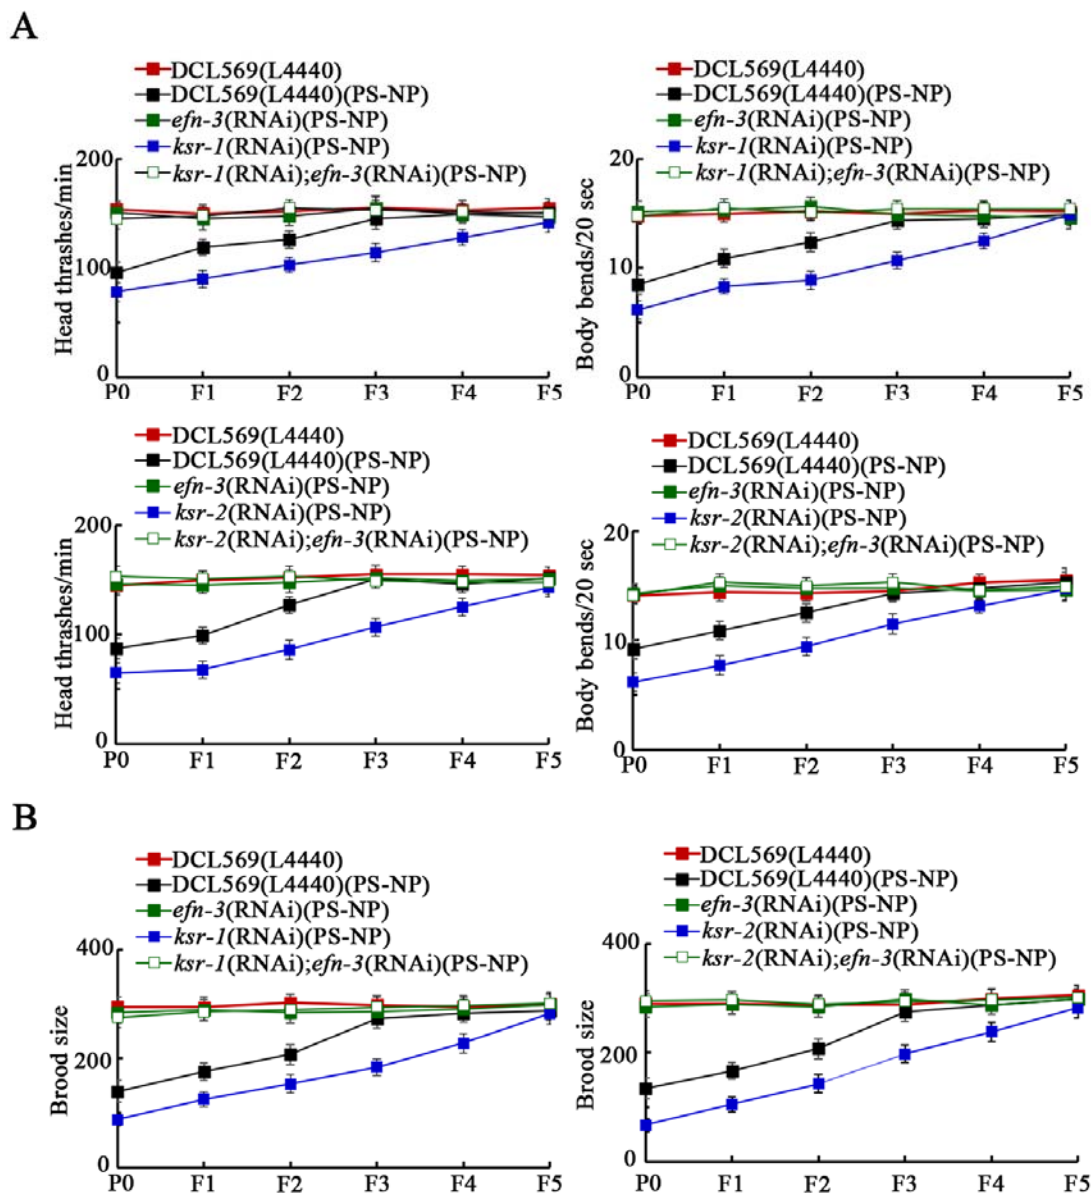 A
DCL569(L4440)
DCL569(L4440)(PS-NP)
efn-3(RNAi)(PS-NP)
ksr-1(RNAi)(PS-NP)
ksr-1(RNAi);efn-3(RNAi)(PS-NP)
Head thrashes/min
200
100
0
P0 F1 F2 F3 F4 F5
DCL569(L4440)
DCL569(L4440)(PS-NP)
efn-3(RNAi)(PS-NP)
ksr-1(RNAi)(PS-NP)
ksr-1(RNAi);efn-3(RNAi)(PS-NP)
Body bends/20 sec
20
10
0
P0 F1 F2 F3 F4 F5
DCL569(L4440)
DCL569(L4440)(PS-NP)
efn-3(RNAi)(PS-NP)
ksr-2(RNAi)(PS-NP)
ksr-2(RNAi);efn-3(RNAi)(PS-NP)
Head thrashes/min
200
100
0
P0 F1 F2 F3 F4 F5
DCL569(L4440)
DCL569(L4440)(PS-NP)
efn-3(RNAi)(PS-NP)
ksr-2(RNAi)(PS-NP)
ksr-2(RNAi);efn-3(RNAi)(PS-NP)
Body bends/20 sec
20
10
0
P0 F1 F2 F3 F4 F5
B
DCL569(L4440)
DCL569(L4440)(PS-NP)
efn-3(RNAi)(PS-NP)
ksr-1(RNAi)(PS-NP)
ksr-1(RNAi);efn-3(RNAi)(PS-NP)
Brood size
400
200
0
P0 F1 F2 F3 F4 F5
DCL569(L4440)
DCL569(L4440)(PS-NP)
efn-3(RNAi)(PS-NP)
ksr-2(RNAi)(PS-NP)
ksr-2(RNAi);efn-3(RNAi)(PS-NP)
Brood size
400
200
0
P0 F1 F2 F3 F4 F5